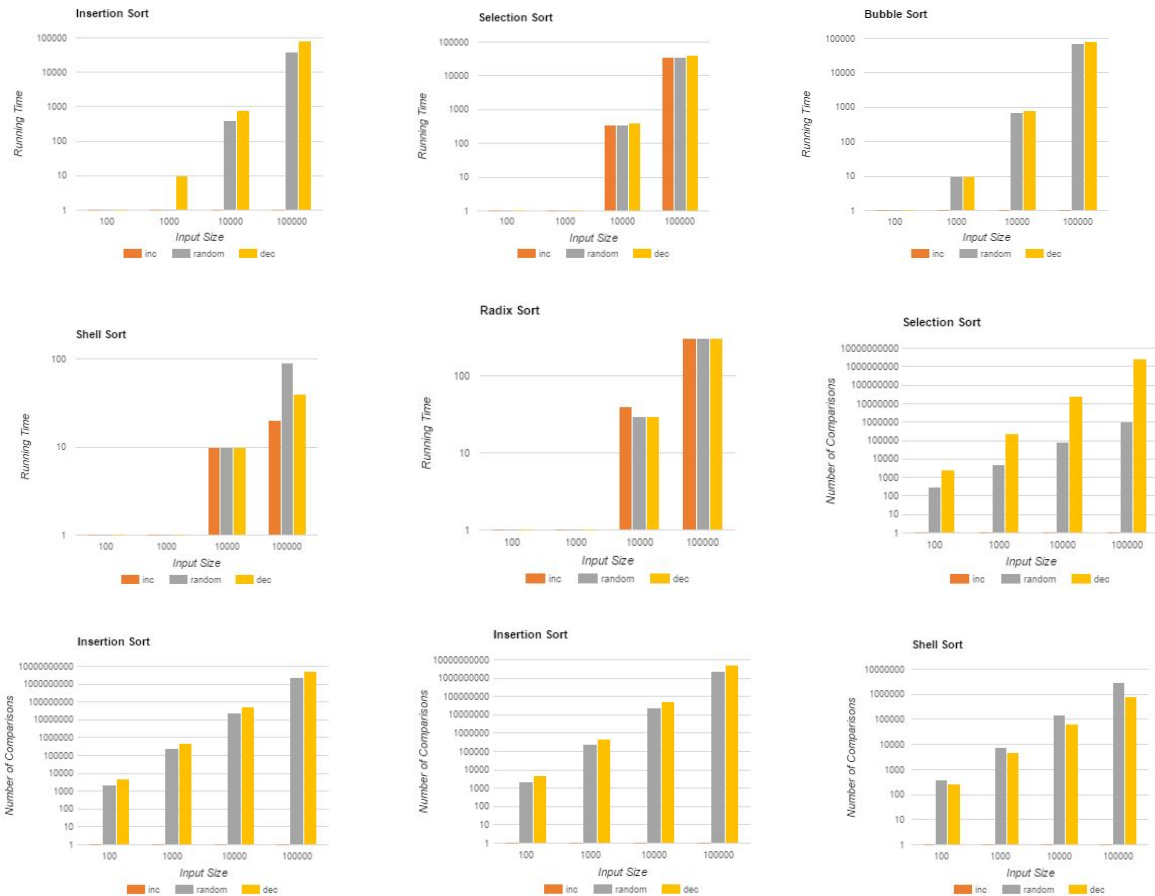 Insertion Sort
Running Time
100000
10000
1000
100
10
1
100 1000 10000 100000
Input Size
inc random dec
Selection Sort
Running Time
100000
10000
1000
100
10
1
100 1000 10000 100000
Input Size
inc random dec
Bubble Sort
Running Time
100000
10000
1000
100
10
1
100 1000 10000 100000
Input Size
inc random dec
Shell Sort
Running Time
100
10
1
100 1000 10000 100000
Input Size
inc random dec
Radix Sort
Running Time
100
1
100 1000 10000 100000
Input Size
inc random dec
Selection Sort
Number of Comparisons
10000000000
1000000000
100000000
10000000
1000000
100000
10000
1000
100
10
1
100 1000 10000 100000
Input Size
inc random dec
Insertion Sort
Number of Comparisons
10000000000
1000000000
100000000
10000000
1000000
100000
10000
1000
100
10
1
100 1000 10000 100000
Input Size
inc random dec
Insertion Sort
Number of Comparisons
10000000000
1000000000
100000000
10000000
1000000
100000
10000
1000
100
10
1
100 1000 10000 100000
Input Size
inc random dec
Shell Sort
Number of Comparisons
10000000
1000000
100000
10000
1000
100
10
1
100 1000 10000 100000
Input Size
inc random dec